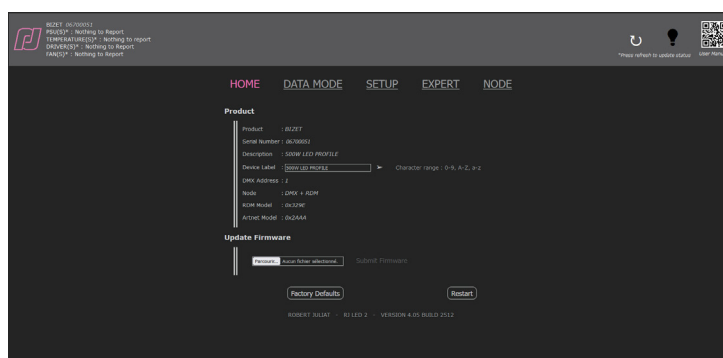 BIZET 06700051
PSU(S)* : Nothing to Report
TEMPERATURE(S)* : Nothing to report
DRIVER(S)* : Nothing to Report
FAN(S)* : Nothing to Report
*Press refresh to update status
User Manual
HOME DATA MODE SETUP EXPERT NODE
Product
Product : BIZET
Serial Number : 06700051
Description : 500W LED PROFILE
Device Label : 500W LED PROFILE ➤ Character range : 0-9, A-Z, a-z
DMX Address : 1
Node : DMX + RDM
RDM Model : 0x329E
Artnet Model : 0x2AAA
Update Firmware
Parcourir... Aucun fichier sélectionné. Submit Firmware
Factory Defaults Restart
ROBERT JULIAT - RJ LED 2 - VERSION 4.05 BUILD 2512